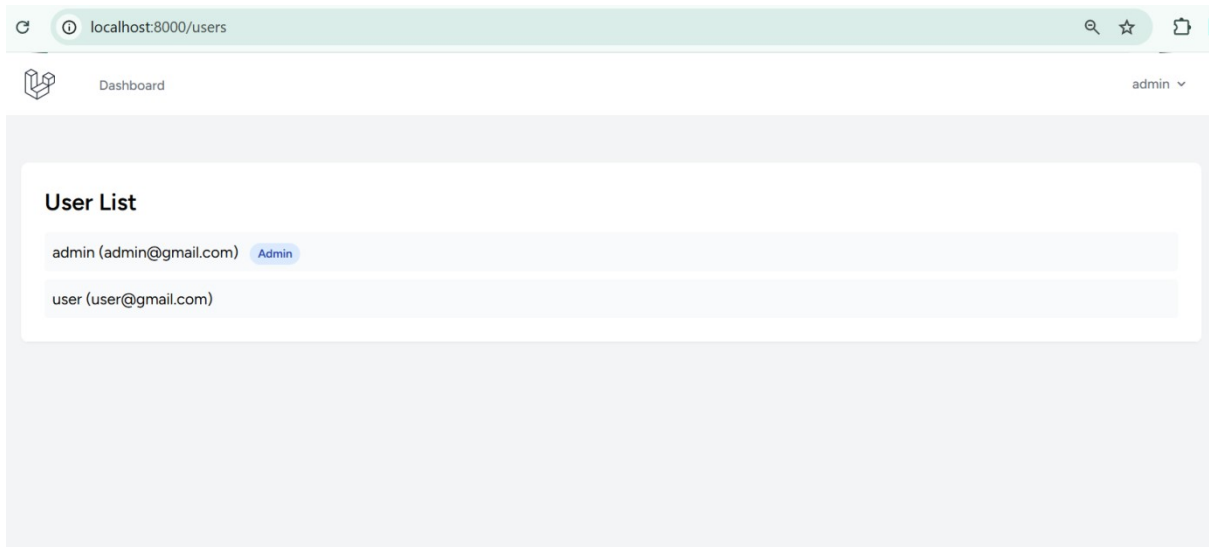 localhost:8000/users
Dashboard admin
User List
admin (admin@gmail.com) Admin
user (user@gmail.com)